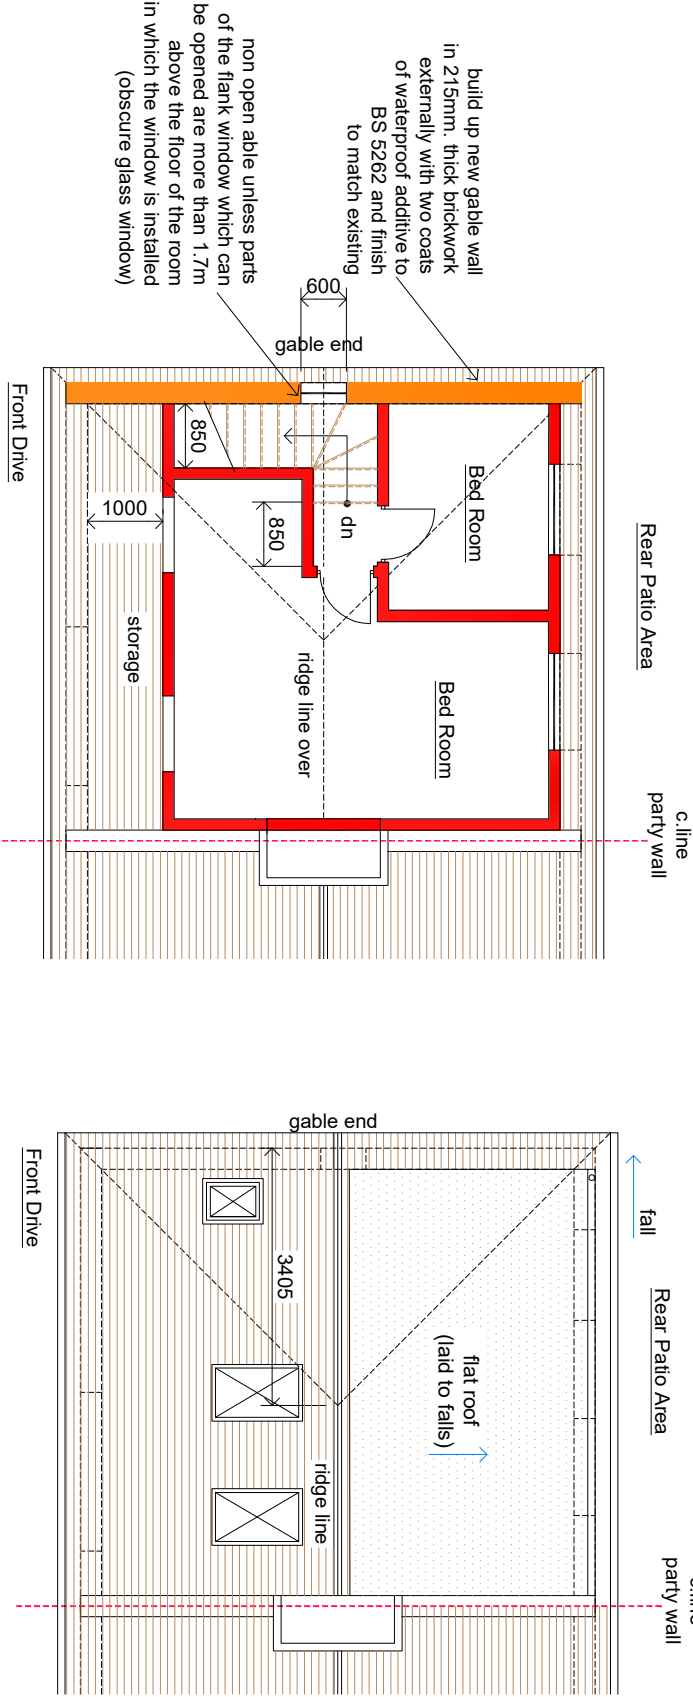 build up new gable wall
in 215mm. thick brickwork
externally with two coats
of waterproof additive to
BS 5262 and finish
to match existing
non open able unless parts
of the flank window which can
be opened are more than 1.7m
above the floor of the room
in which the window is installed
(obscure glass window)
600
gable end
Front Drive
Rear Patio Area
850
Bed Room
dn
1000
850
storage
ridge line over
Bed Room
c.line
party wall
gable end
Front Drive
fall
Rear Patio Area
3405
flat roof
(laid to falls)
ridge line
party wall